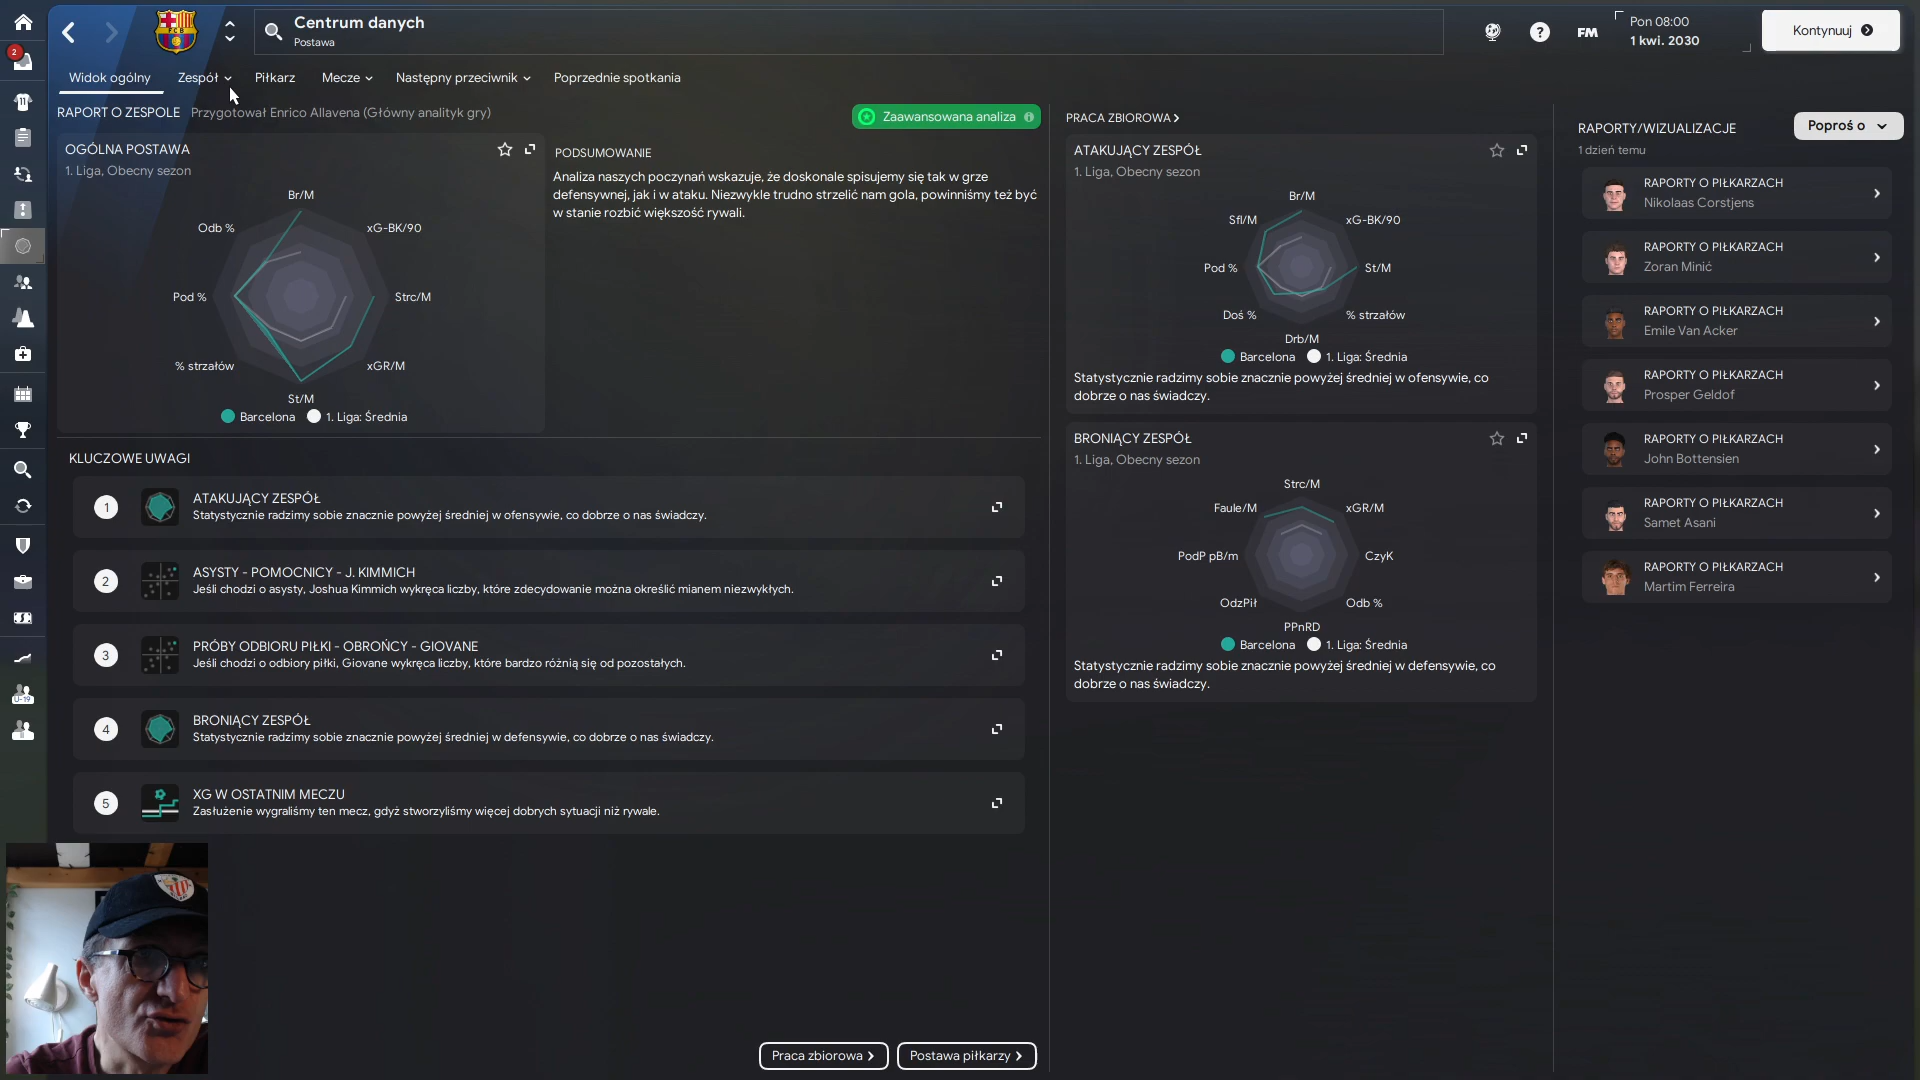 Centrum danych
Postawa
FM
Pon 08:00
1 kwi. 2030
Kontynuuj
2
Widok ogólny
Zespół
Piłkarz
Mecze
Następny przeciwnik
Poprzednie spotkania
RAPORT O ZESPOLE Przygotował Enrico Allavena (Główny analityk gry)
Zaawansowana analiza
OGÓLNA POSTAWA
1. Liga, Obecny sezon
Br/M
Odb %
xG-BK/90
Pod %
Strc/M
% strzałów
xGR/M
St/M
Barcelona
1. Liga: Średnia
PODSUMOWANIE
Analiza naszych poczynań wskazuje, że doskonale spisujemy się tak w grze
defensywnej, jak i w ataku. Niezwykle trudno strzelić nam gola, powinniśmy też być
w stanie rozbić większość rywali.
KLUCZOWE UWAGI
1
ATAKUJĄCY ZESPÓŁ
Statystycznie radzimy sobie znacznie powyżej średniej w ofensywie, co dobrze o nas świadczy.
2
ASYSTY - POMOCNICY - J. KIMMICH
Jeśli chodzi o asysty, Joshua Kimmich wykręca liczby, które zdecydowanie można określić mianem niezwykłych.
3
PRÓBY ODBIORU PIŁKI - OBROŃCY - GIOVANE
Jeśli chodzi o odbiory piłki, Giovane wykręca liczby, które bardzo różnią się od pozostałych.
4
BRONIĄCY ZESPÓŁ
Statystycznie radzimy sobie znacznie powyżej średniej w defensywie, co dobrze o nas świadczy.
5
XG W OSTATNIM MECZU
Zasłużenie wygraliśmy ten mecz, gdyż stworzyliśmy więcej dobrych sytuacji niż rywale.
Praca zbiorowa
Postawa piłkarzy
PRACA ZBIOROWA
ATAKUJĄCY ZESPÓŁ
1. Liga, Obecny sezon
Br/M
Sfl/M
xG-BK/90
Pod %
St/M
Doś %
% strzałów
Drb/M
Barcelona
1. Liga: Średnia
Statystycznie radzimy sobie znacznie powyżej średniej w ofensywie, co
dobrze o nas świadczy.
BRONIĄCY ZESPÓŁ
1. Liga, Obecny sezon
Strc/M
Faule/M
xGR/M
PodP pB/m
CzyK
OdzPił
Odb %
PPnRD
Barcelona
1. Liga: Średnia
Statystycznie radzimy sobie znacznie powyżej średniej w defensywie, co
dobrze o nas świadczy.
RAPORTY/WIZUALIZACJE
1 dzień temu
Poproś o
RAPORTY O PIŁKARZACH
Nikolaas Corstjens
RAPORTY O PIŁKARZACH
Zoran Minić
RAPORTY O PIŁKARZACH
Emile Van Acker
RAPORTY O PIŁKARZACH
Prosper Geldof
RAPORTY O PIŁKARZACH
John Bottensien
RAPORTY O PIŁKARZACH
Samet Asani
RAPORTY O PIŁKARZACH
Martim Ferreira
11
U-19